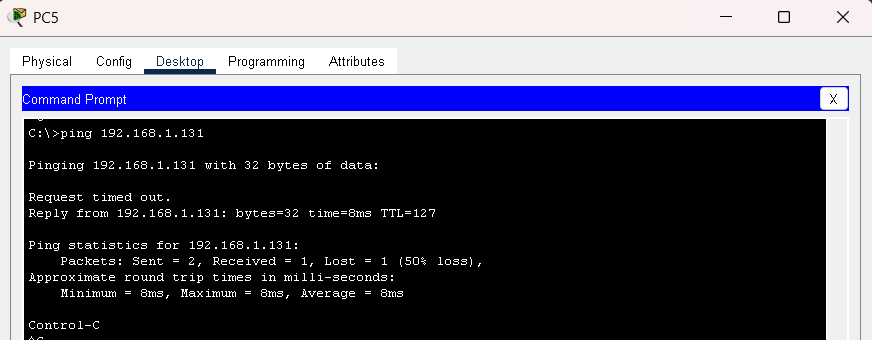 PC5
Physical Config Desktop Programming Attributes
Command Prompt X
C:\>ping 192.168.1.131
Pinging 192.168.1.131 with 32 bytes of data:
Request timed out.
Reply from 192.168.1.131: bytes=32 time=8ms TTL=127
Ping statistics for 192.168.1.131:
Packets: Sent = 2, Received = 1, Lost = 1 (50% loss),
Approximate round trip times in milli-seconds:
Minimum = 8ms, Maximum = 8ms, Average = 8ms
Control-C